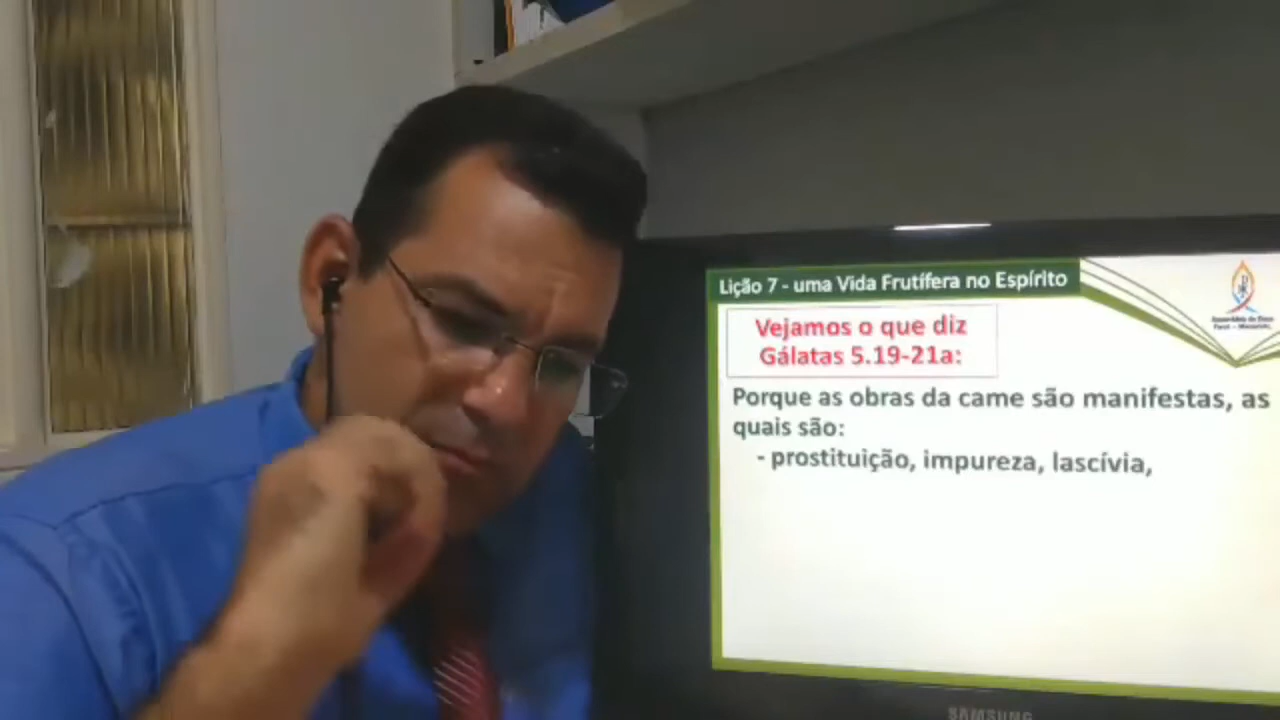 Lição 7 - uma Vida Frutífera no Espírito
Vejamos o que diz
Gálatas 5.19-21a:
Porque as obras da carne são manifestas, as
quais são:
- prostituição, impureza, lascívia,
SAMSUNG